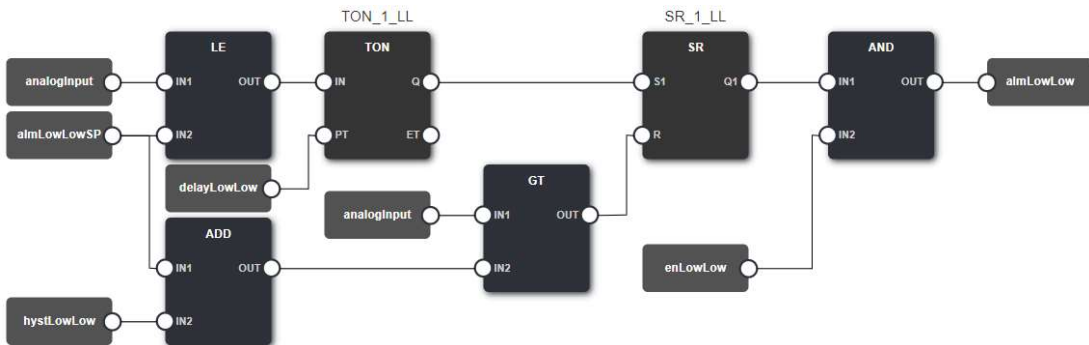 TON_1_LL
SR_1_LL
LE
TON
SR
AND
analogInput
IN1
OUT
IN
Q
S1
Q1
IN1
OUT
almLowLow
almLowLowSP
IN2
PT
ET
R
IN2
delayLowLow
GT
analogInput
IN1
OUT
ADD
IN1
OUT
IN2
enLowLow
hystLowLow
IN2